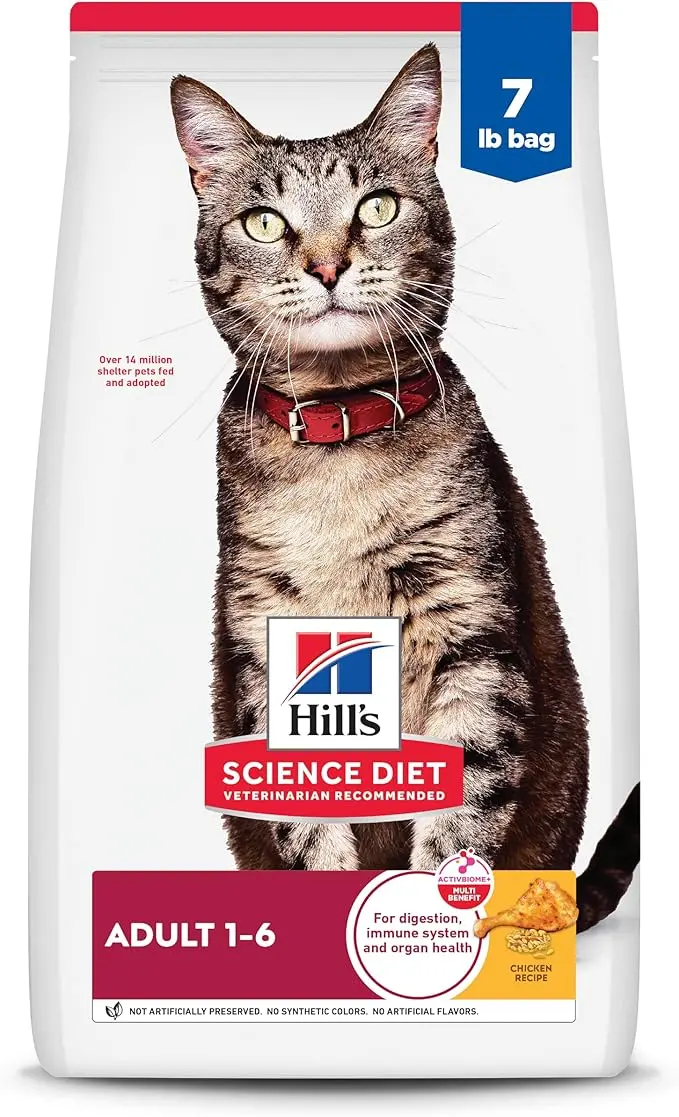 7
lb bag
Over 14 million
shelter pets fed
and adopted
Hill's
SCIENCE DIET
VETERINARIAN RECOMMENDED
ACTIVBIOME+
MULTI
BENEFIT
ADULT 1-6
For digestion,
immune system
and organ health
CHICKEN
RECIPE
NOT ARTIFICIALLY PRESERVED. NO SYNTHETIC COLORS. NO ARTIFICIAL FLAVORS.